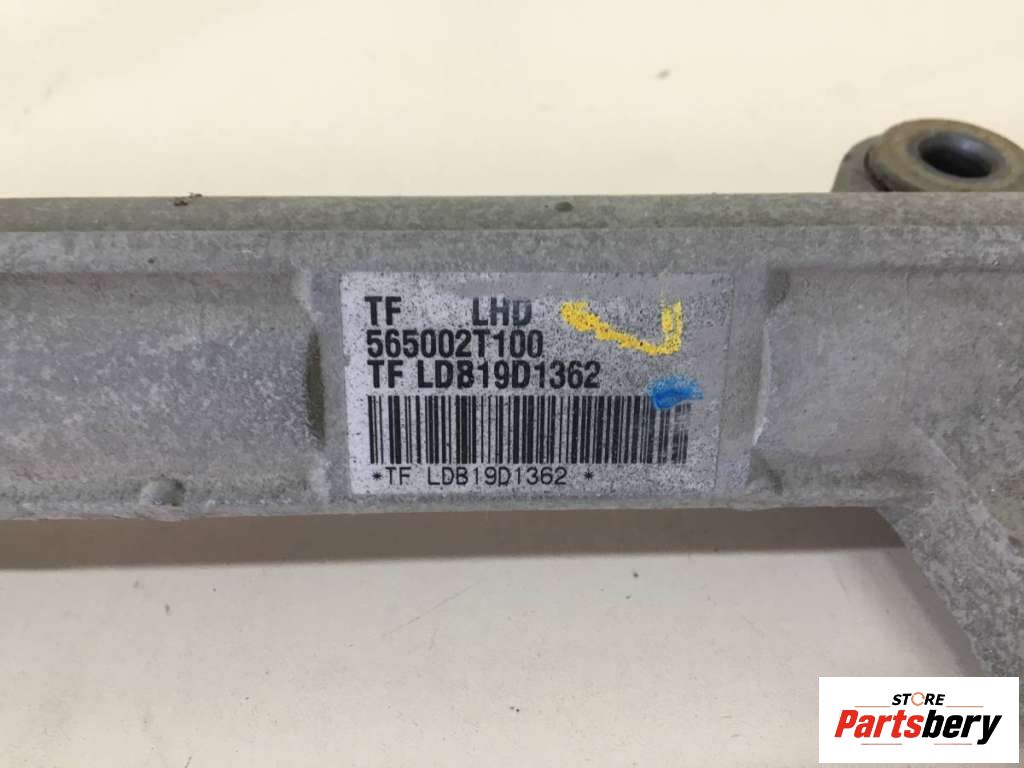 TF LHD
565002T100
TF LDB19D1362
*TF LDB19D1362 *
STORE
Partsbery